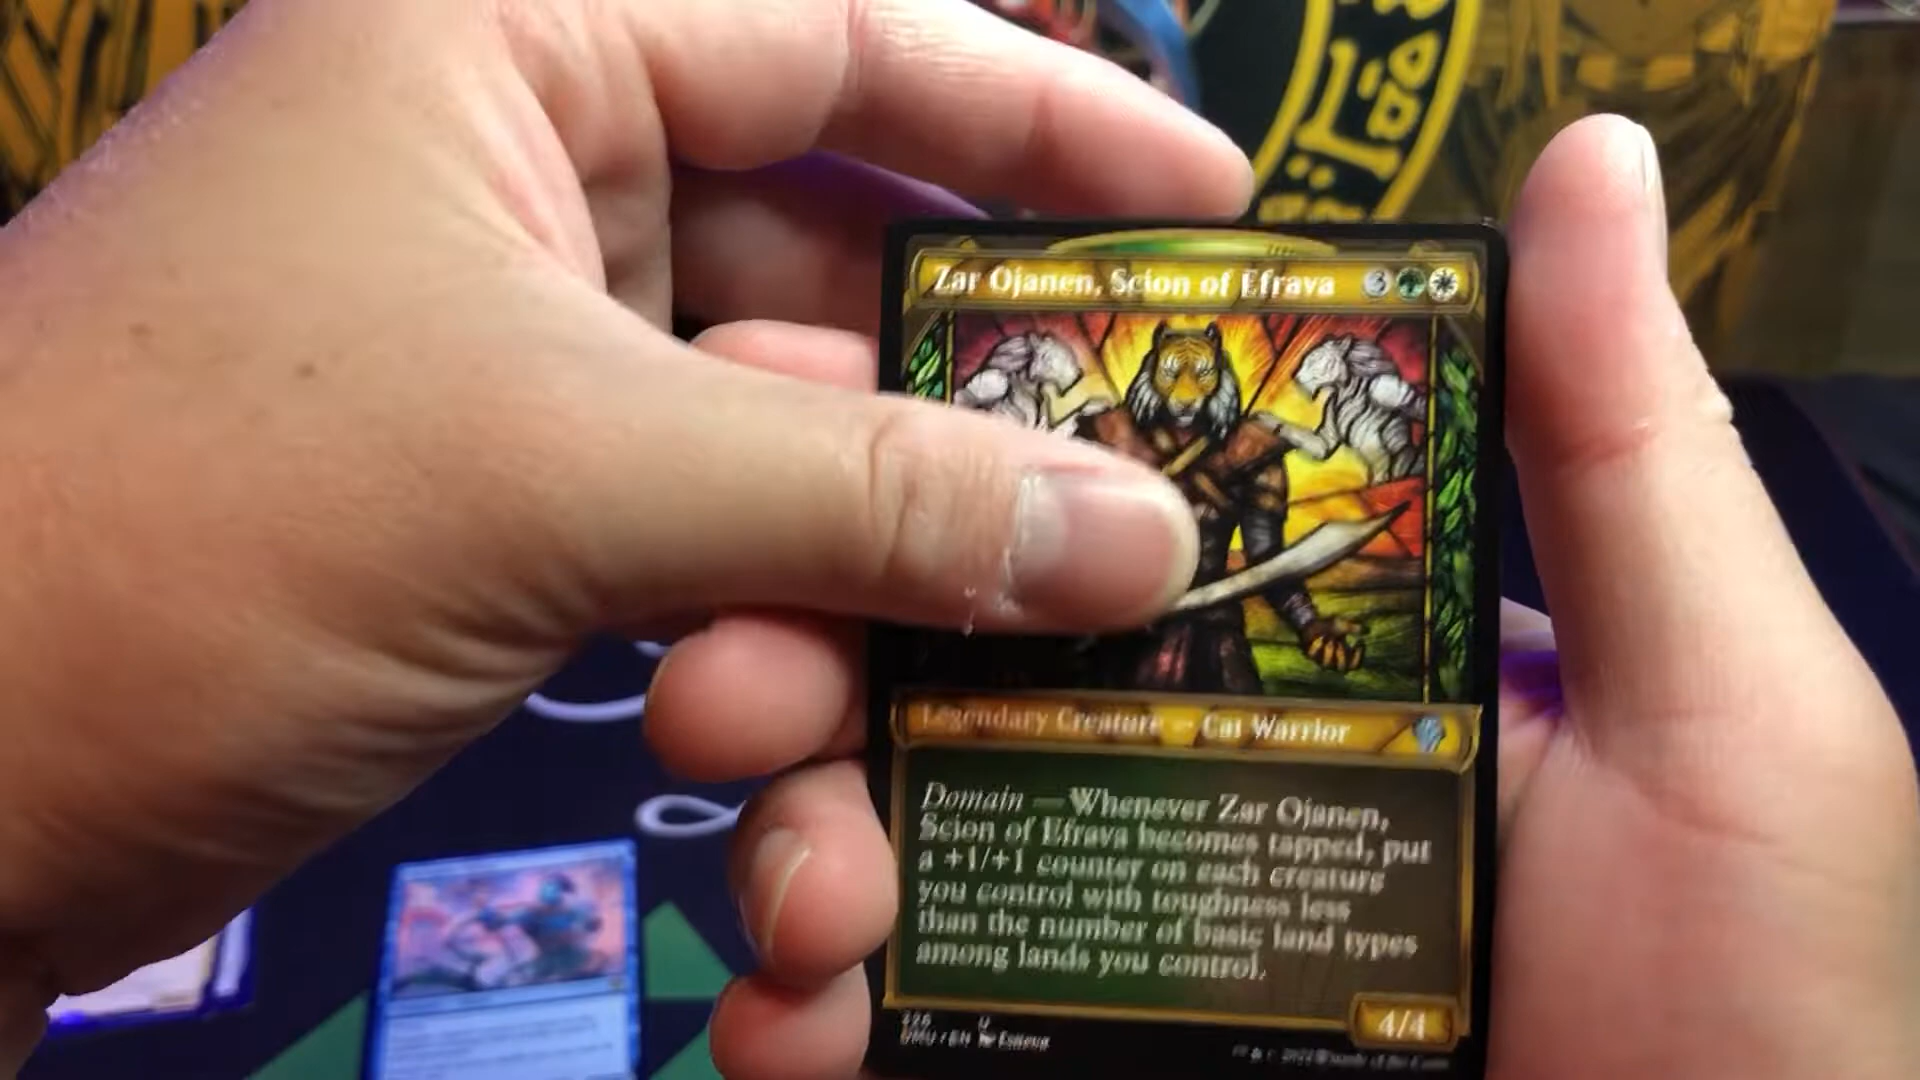 Zar Ojanen, Scion of Efrava 3
Legendary Creature — Cat Warrior
Domain — Whenever Zar Ojanen,
Scion of Efrava becomes tapped, put
a +1/+1 counter on each creature
you control with toughness less
than the number of basic land types
among lands you control.
4/4
U
DMU EN